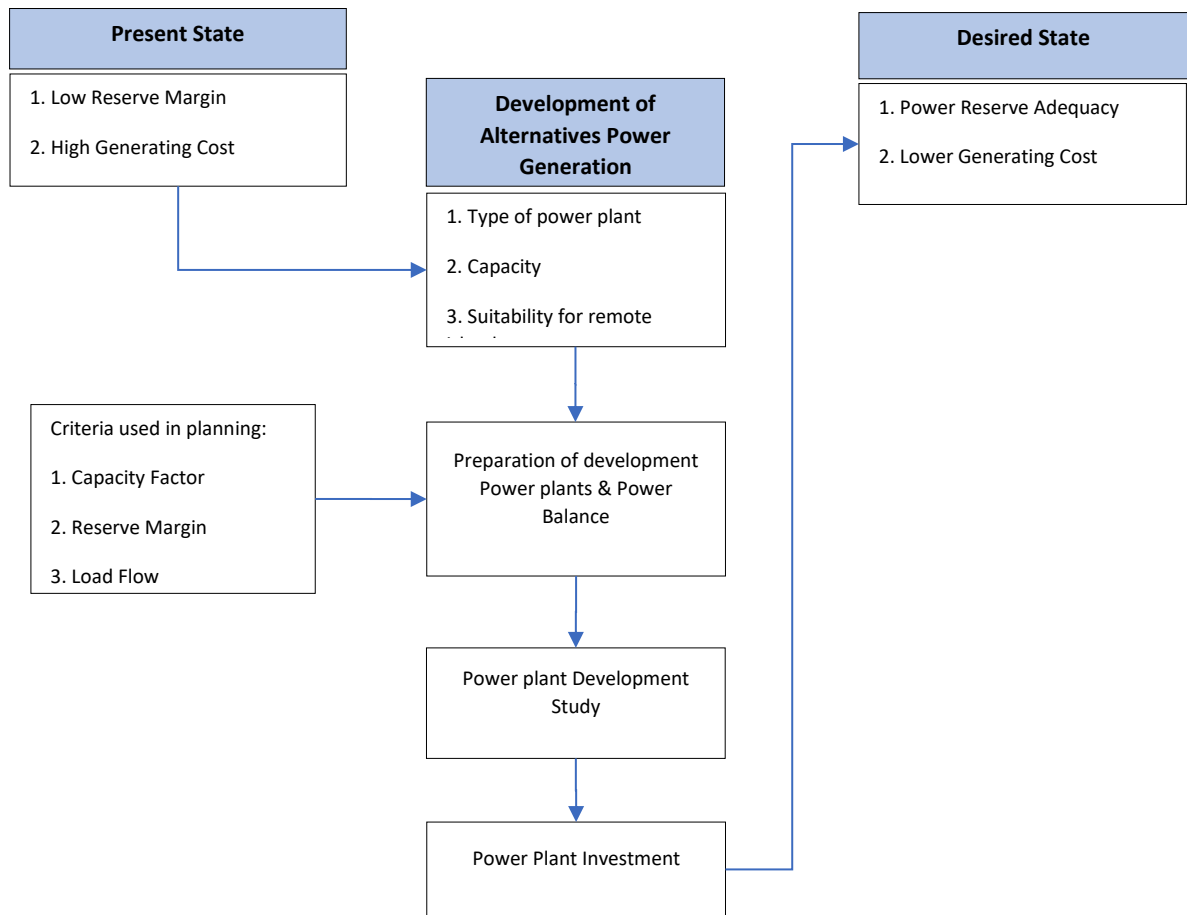 Present State
1. Low Reserve Margin
2. High Generating Cost
Development of
Alternatives Power
Generation
1. Type of power plant
2. Capacity
3. Suitability for remote
Desired State
1. Power Reserve Adequacy
2. Lower Generating Cost
Criteria used in planning:
1. Capacity Factor
2. Reserve Margin
3. Load Flow
Preparation of development
Power plants & Power
Balance
Power plant Development
Study
Power Plant Investment